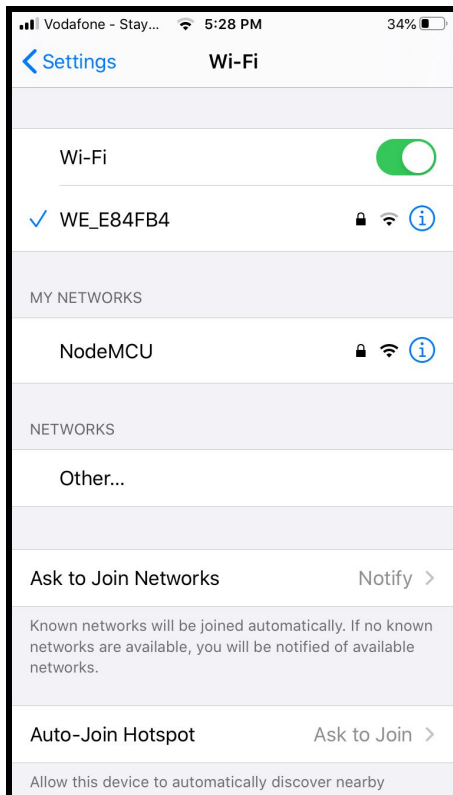 Vodafone - Stay... 5:28 PM 34%
Settings Wi-Fi
Wi-Fi
WE_E84FB4
MY NETWORKS
NodeMCU
NETWORKS
Other...
Ask to Join Networks Notify
Known networks will be joined automatically. If no known
networks are available, you will be notified of available
networks.
Auto-Join Hotspot Ask to Join
Allow this device to automatically discover nearby